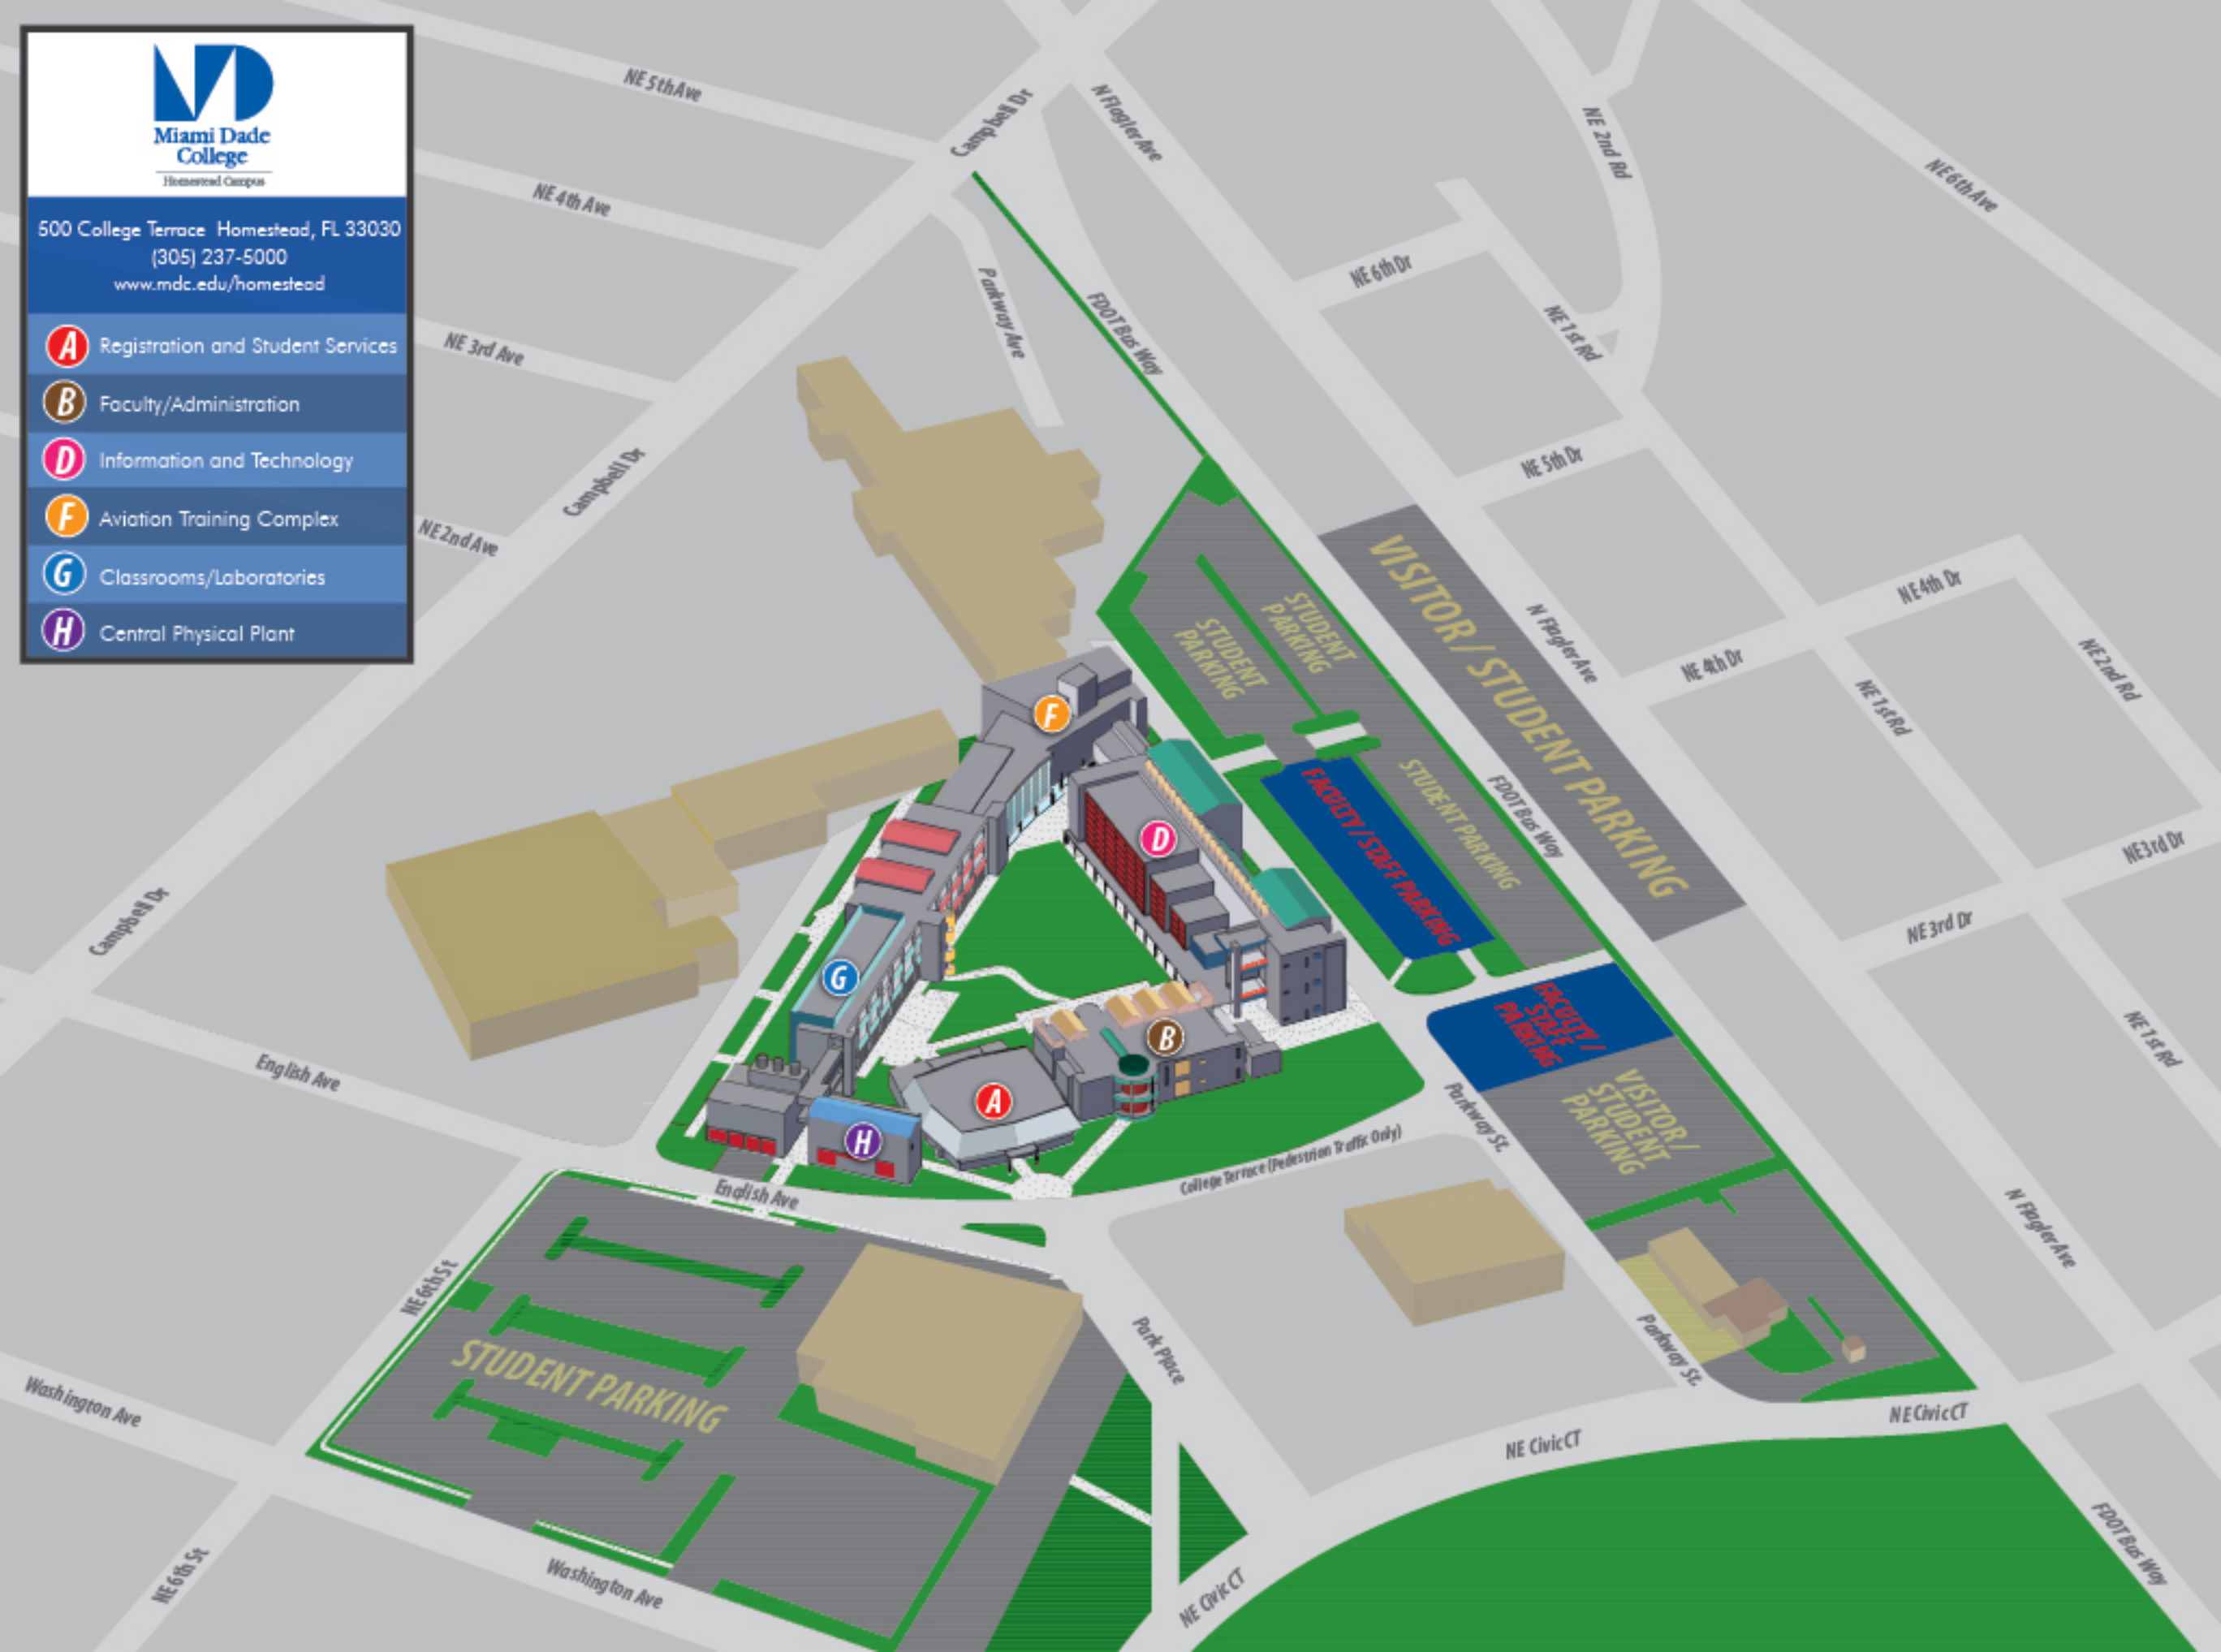 Miami Dade
College
Homestead Campus
500 College Terrace Homestead, FL 33030
(305) 237-5000
www.mdc.edu/homestead
A Registration and Student Services
B Faculty/Administration
D Information and Technology
F Aviation Training Complex
G Classrooms/Laboratories
H Central Physical Plant
NE 5th Ave
Campbell Dr
N Flagler Ave
NE 2nd Rd
NE 6th Ave
NE 4th Ave
Parkway Ave
FDOT Bus Way
NE 6th Dr
NE 1st Rd
NE 3rd Ave
Campbell Dr
NE 2nd Ave
NE 5th Dr
VISITOR / STUDENT PARKING
STUDENT
PARKING
STUDENT
PARKING
N Flagler Ave
NE 4th Dr
NE 4th Dr
NE 2nd Rd
NE 1st Rd
F
D
FACULTY / STAFF PARKING
STUDENT PARKING
FDOT Bus Way
NE 3rd Dr
NE 3rd Dr
Campbell Dr
G
B
A
H
FACULTY /
STAFF
PARKING
VISITOR /
STUDENT
PARKING
NE 1st Rd
English Ave
Parkway St.
College Terrace (Pedestrian Traffic Only)
English Ave
N Flagler Ave
NE 6th St
STUDENT PARKING
Park Place
Parkway St.
Washington Ave
NE Civic CT
NE Civic CT
FDOT Bus Way
NE 6th St
Washington Ave
NE Civic CT